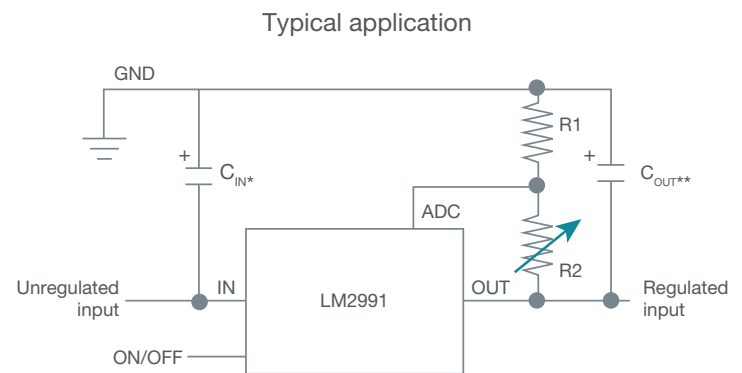 Typical application
GND
R1
+
C_IN*
+
C_OUT**
ADC
R2
Unregulated
input
IN
LM2991
OUT
Regulated
input
ON/OFF